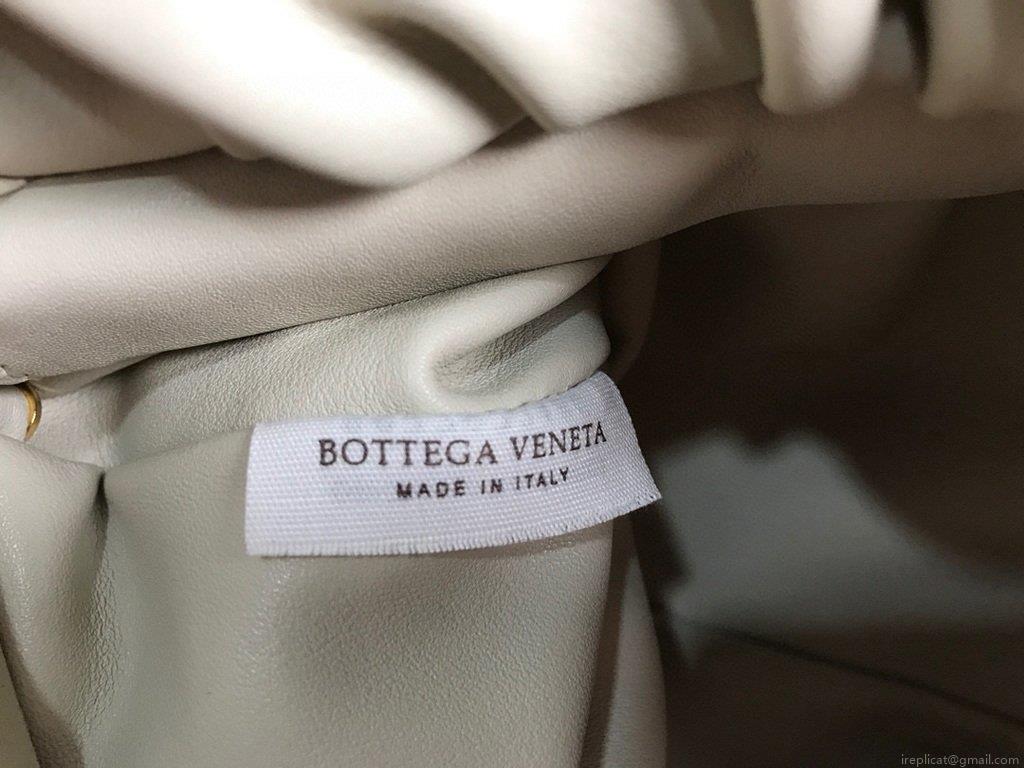 BOTTEGA VENETA
MADE IN ITALY
ireplicat@gmail.com